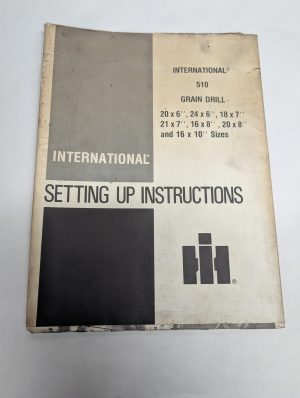 INTERNATIONAL®
510
GRAIN DRILL
20 x 6'', 24 x 6'', 18 x 7''
21 x 7'', 16 x 8'', 20 x 8''
and 16 x 10'' Sizes
INTERNATIONAL®
SETTING UP INSTRUCTIONS
IH®